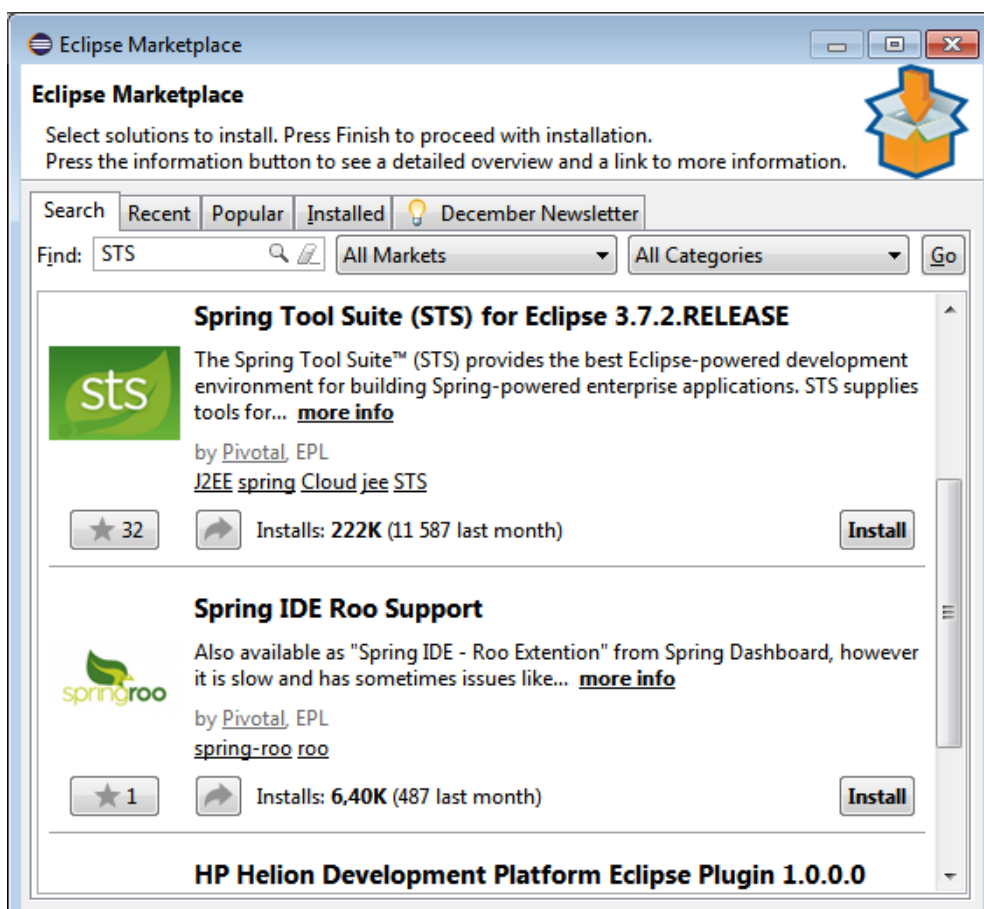 Eclipse Marketplace
Eclipse Marketplace
Select solutions to install. Press Finish to proceed with installation.
Press the information button to see a detailed overview and a link to more information.
Search Recent Popular Installed December Newsletter
Find: STS All Markets All Categories Go
Spring Tool Suite (STS) for Eclipse 3.7.2.RELEASE
sts
The Spring Tool Suite™ (STS) provides the best Eclipse-powered development
environment for building Spring-powered enterprise applications. STS supplies
tools for... more info
by Pivotal, EPL
J2EE spring Cloud jee STS
32 Installs: 222K (11 587 last month) Install
Spring IDE Roo Support
springroo
Also available as "Spring IDE - Roo Extention" from Spring Dashboard, however
it is slow and has sometimes issues like... more info
by Pivotal, EPL
spring-roo roo
1 Installs: 6,40K (487 last month) Install
HP Helion Development Platform Eclipse Plugin 1.0.0.0